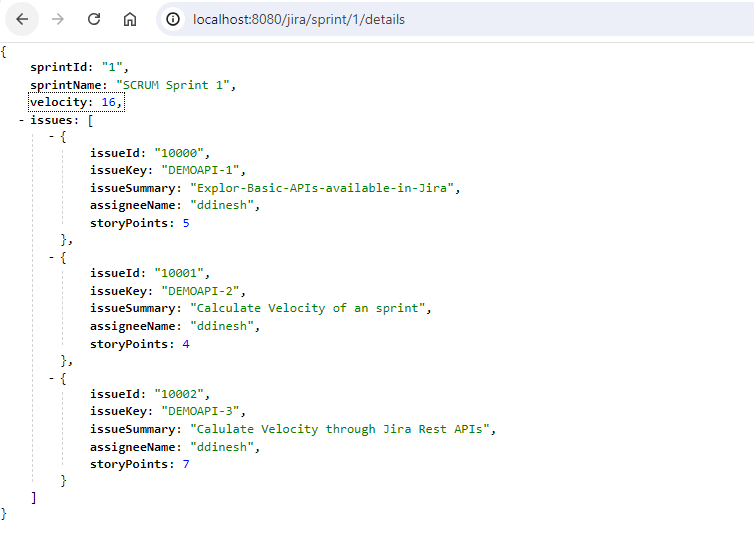 localhost:8080/jira/sprint/1/details
{
sprintId: "1",
sprintName: "SCRUM Sprint 1",
velocity: 16,
- issues: [
- {
issueId: "10000",
issueKey: "DEMOAPI-1",
issueSummary: "Explor-Basic-APIs-available-in-Jira",
assigneeName: "ddinesh",
storyPoints: 5
},
- {
issueId: "10001",
issueKey: "DEMOAPI-2",
issueSummary: "Calculate Velocity of an sprint",
assigneeName: "ddinesh",
storyPoints: 4
},
- {
issueId: "10002",
issueKey: "DEMOAPI-3",
issueSummary: "Calulate Velocity through Jira Rest APIs",
assigneeName: "ddinesh",
storyPoints: 7
}
]
}